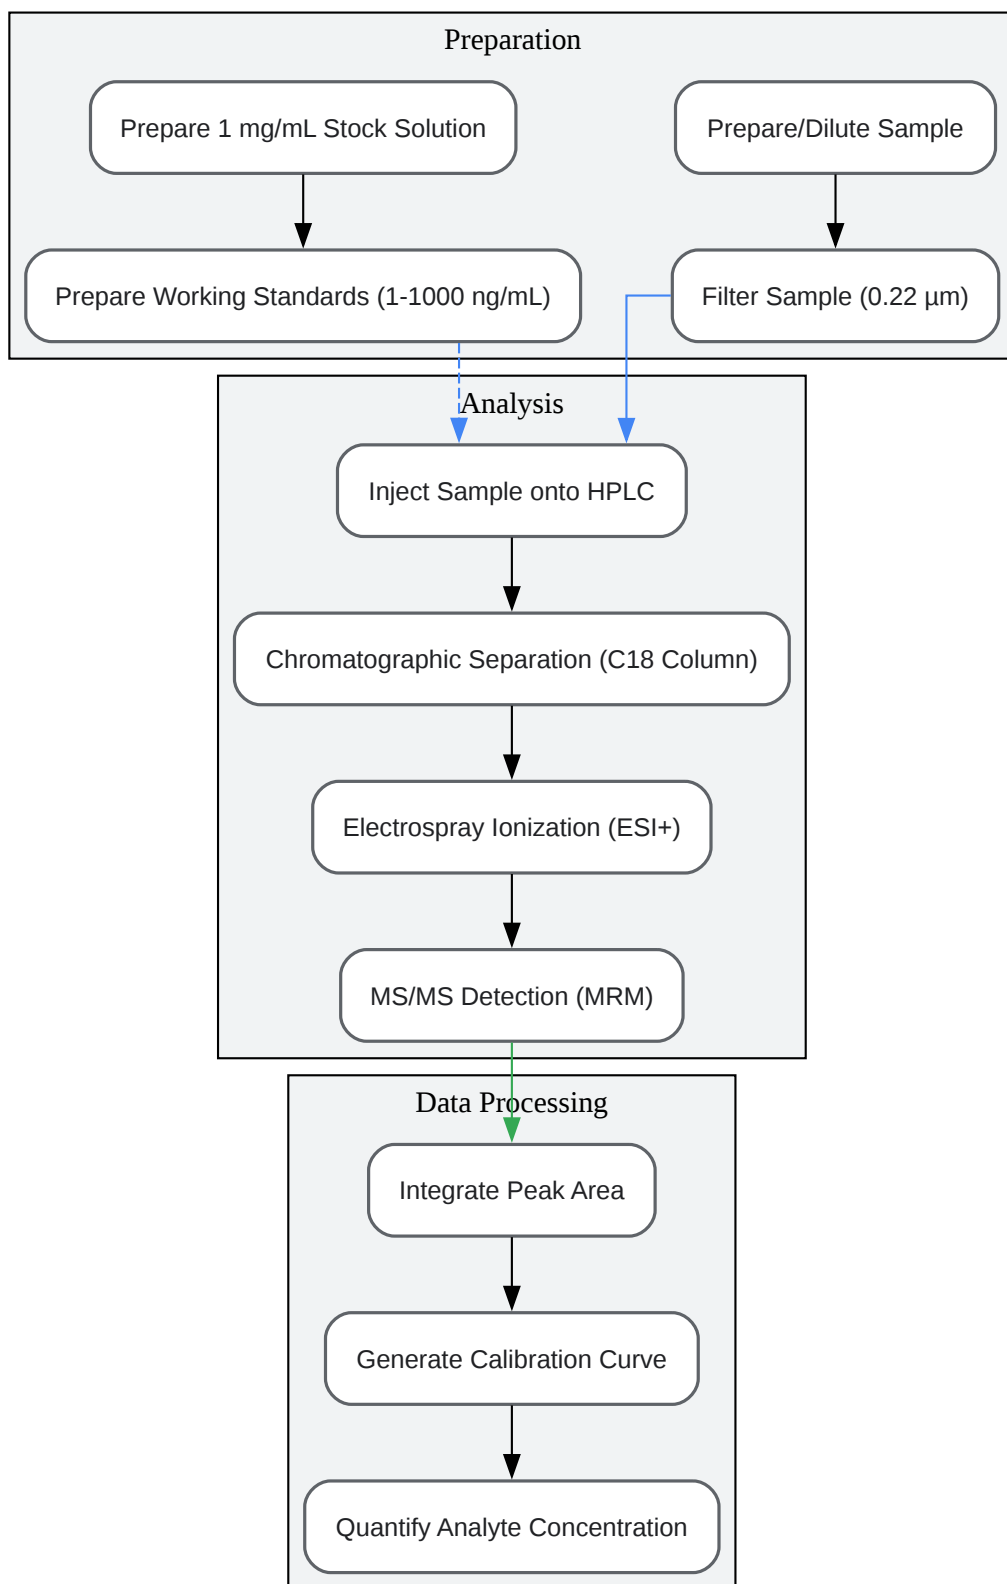 Preparation
Prepare 1 mg/mL Stock Solution
Prepare/Dilute Sample
Prepare Working Standards (1-1000 ng/mL)
Filter Sample (0.22 µm)
Analysis
Inject Sample onto HPLC
Chromatographic Separation (C18 Column)
Electrospray Ionization (ESI+)
MS/MS Detection (MRM)
Data Processing
Integrate Peak Area
Generate Calibration Curve
Quantify Analyte Concentration